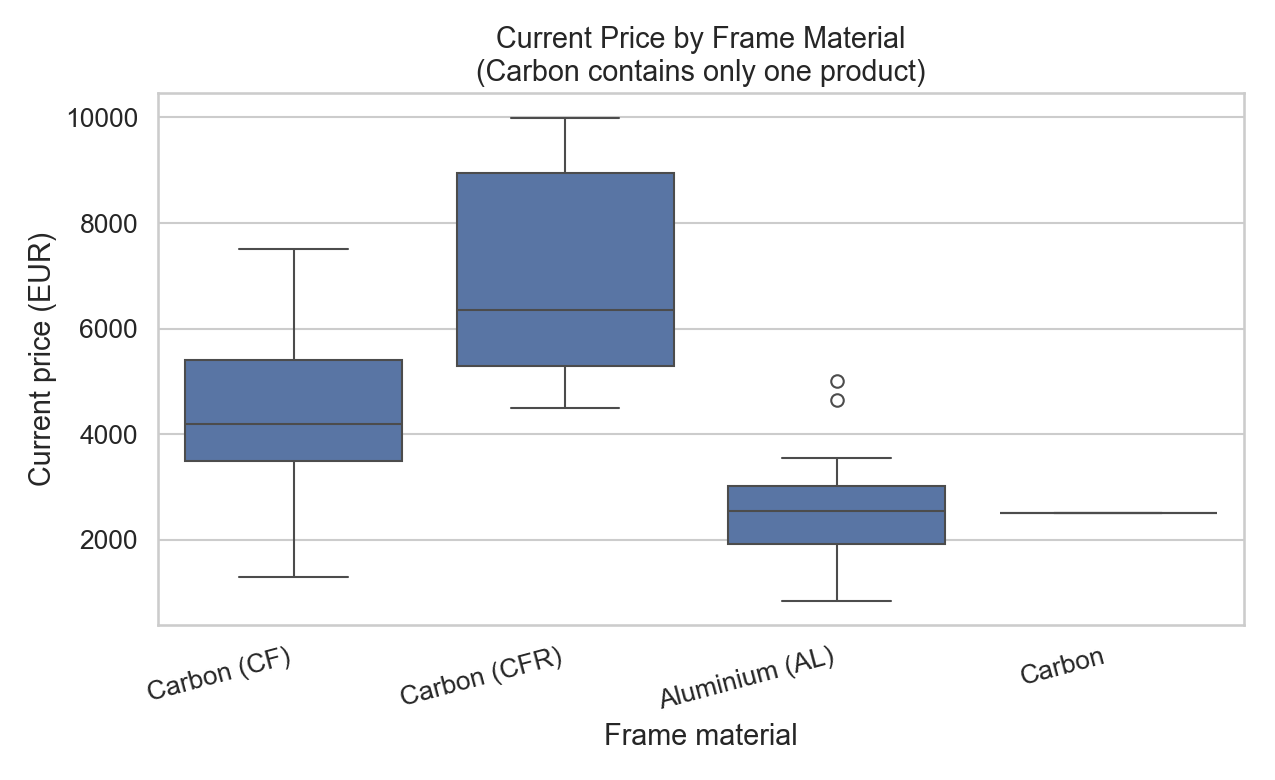 Current Price by Frame Material
(Carbon contains only one product)
10000
8000
6000
4000
2000
Current price (EUR)
Carbon (CF)
Carbon (CFR)
Aluminium (AL)
Carbon
Frame material